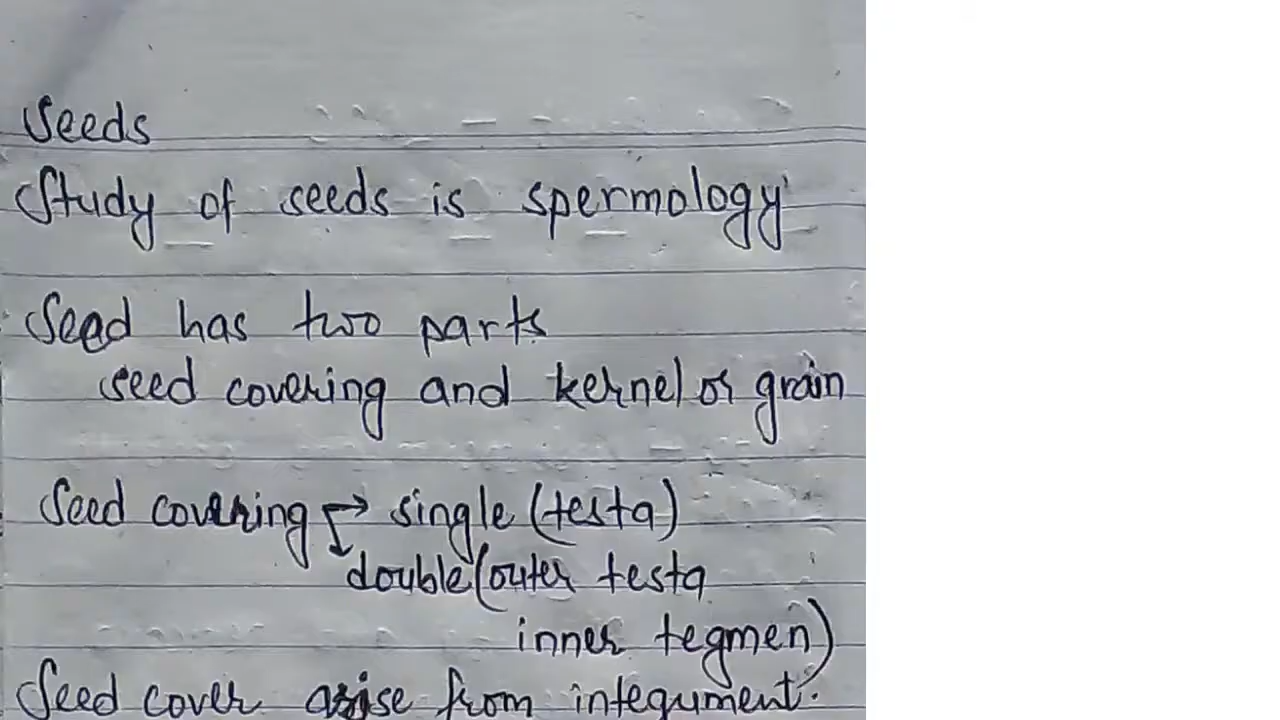 Seeds
Study of seeds is spermology
Seed has two parts
seed covering and kernel or grain
Seed covering → single (testa)
double (outer testa
inner tegmen)
Seed cover arise from integument.